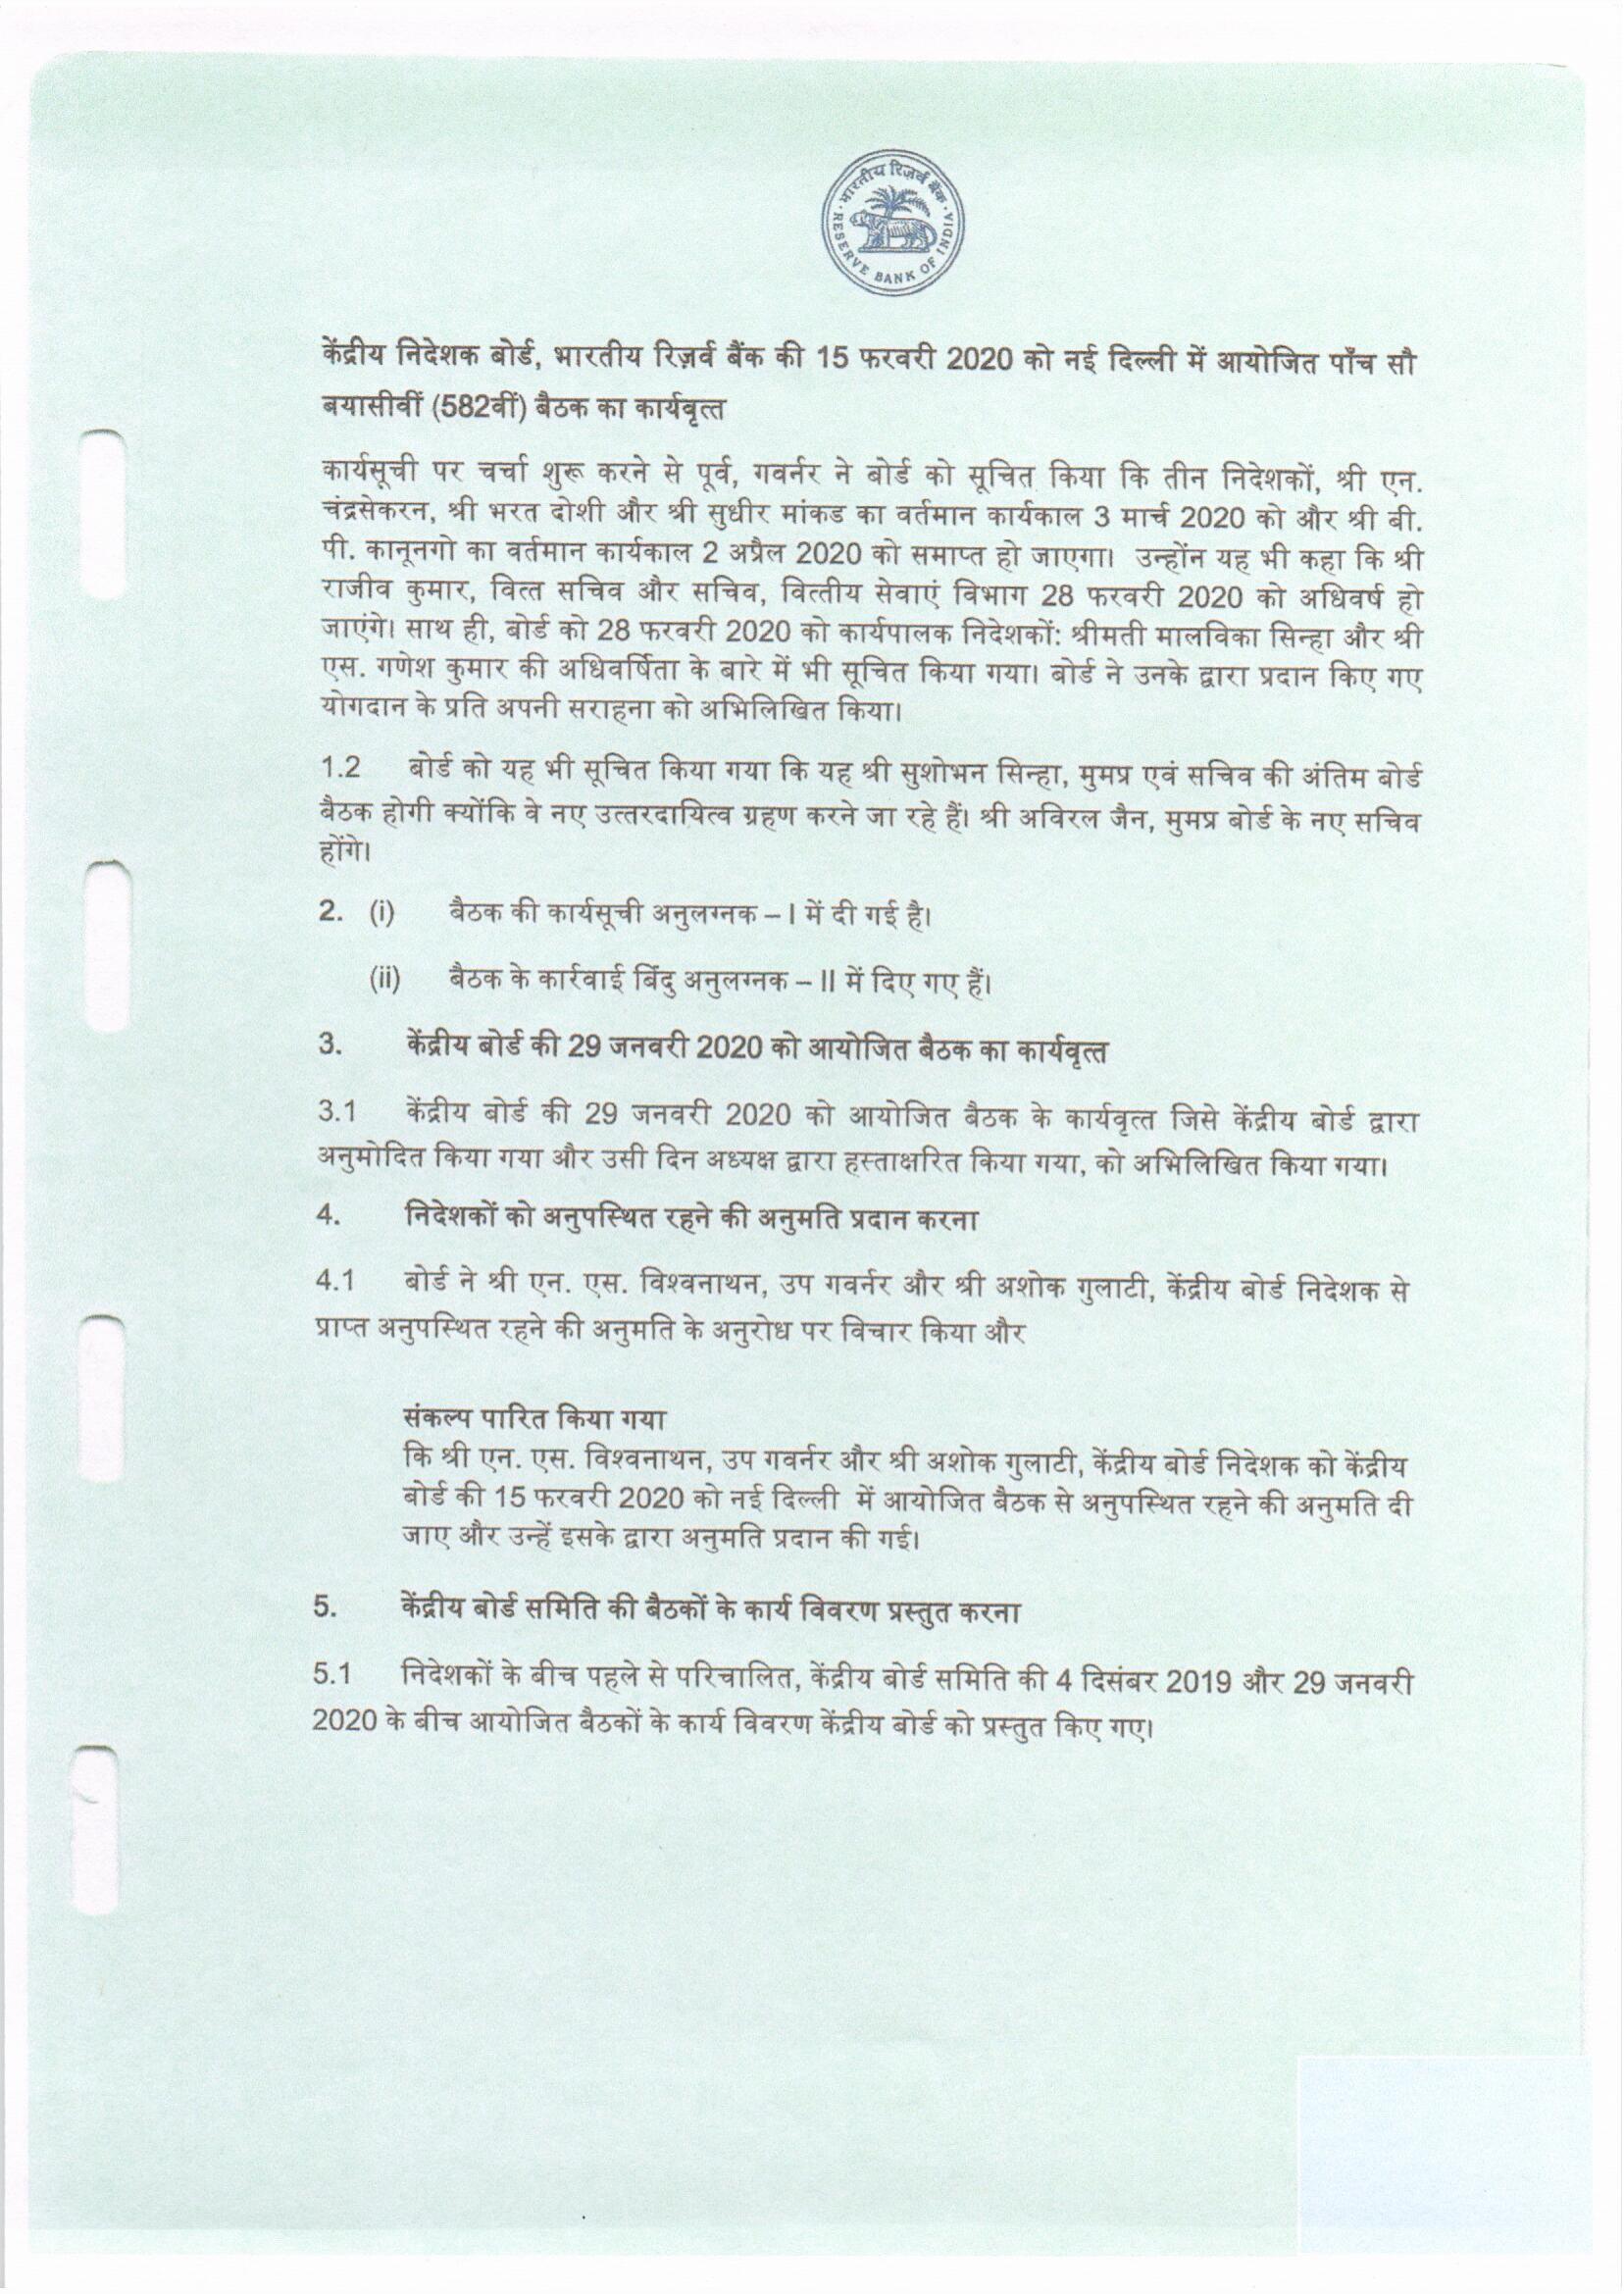 भारतीय रिज़र्व बैंक
RESERVE BANK OF INDIA
केंद्रीय निदेशक बोर्ड, भारतीय रिज़र्व बैंक की 15 फरवरी 2020 को नई दिल्ली में आयोजित पाँच सौ
बयासीवीं (582वीं) बैठक का कार्यवृत्त
कार्यसूची पर चर्चा शुरू करने से पूर्व, गवर्नर ने बोर्ड को सूचित किया कि तीन निदेशकों, श्री एन.
चंद्रसेकरन, श्री भरत दोशी और श्री सुधीर मांकड का वर्तमान कार्यकाल 3 मार्च 2020 को और श्री बी.
पी. कानूनगो का वर्तमान कार्यकाल 2 अप्रैल 2020 को समाप्त हो जाएगा। उन्होंन यह भी कहा कि श्री
राजीव कुमार, वित्त सचिव और सचिव, वित्तीय सेवाएं विभाग 28 फरवरी 2020 को अधिवर्ष हो
जाएंगे। साथ ही, बोर्ड को 28 फरवरी 2020 को कार्यपालक निदेशकों: श्रीमती मालविका सिन्हा और श्री
एस. गणेश कुमार की अधिवर्षिता के बारे में भी सूचित किया गया। बोर्ड ने उनके द्वारा प्रदान किए गए
योगदान के प्रति अपनी सराहना को अभिलिखित किया।
1.2 बोर्ड को यह भी सूचित किया गया कि यह श्री सुशोभन सिन्हा, मुमप्र एवं सचिव की अंतिम बोर्ड
बैठक होगी क्योंकि वे नए उत्तरदायित्व ग्रहण करने जा रहे हैं। श्री अविरल जैन, मुमप्र बोर्ड के नए सचिव
होंगे।
2. (i) बैठक की कार्यसूची अनुलग्नक – I में दी गई है।
(ii) बैठक के कार्रवाई बिंदु अनुलग्नक – II में दिए गए हैं।
3. केंद्रीय बोर्ड की 29 जनवरी 2020 को आयोजित बैठक का कार्यवृत्त
3.1 केंद्रीय बोर्ड की 29 जनवरी 2020 को आयोजित बैठक के कार्यवृत्त जिसे केंद्रीय बोर्ड द्वारा
अनुमोदित किया गया और उसी दिन अध्यक्ष द्वारा हस्ताक्षरित किया गया, को अभिलिखित किया गया।
4. निदेशकों को अनुपस्थित रहने की अनुमति प्रदान करना
4.1 बोर्ड ने श्री एन. एस. विश्वनाथन, उप गवर्नर और श्री अशोक गुलाटी, केंद्रीय बोर्ड निदेशक से
प्राप्त अनुपस्थित रहने की अनुमति के अनुरोध पर विचार किया और
संकल्प पारित किया गया
कि श्री एन. एस. विश्वनाथन, उप गवर्नर और श्री अशोक गुलाटी, केंद्रीय बोर्ड निदेशक को केंद्रीय
बोर्ड की 15 फरवरी 2020 को नई दिल्ली में आयोजित बैठक से अनुपस्थित रहने की अनुमति दी
जाए और उन्हें इसके द्वारा अनुमति प्रदान की गई।
5. केंद्रीय बोर्ड समिति की बैठकों के कार्य विवरण प्रस्तुत करना
5.1 निदेशकों के बीच पहले से परिचालित, केंद्रीय बोर्ड समिति की 4 दिसंबर 2019 और 29 जनवरी
2020 के बीच आयोजित बैठकों के कार्य विवरण केंद्रीय बोर्ड को प्रस्तुत किए गए।